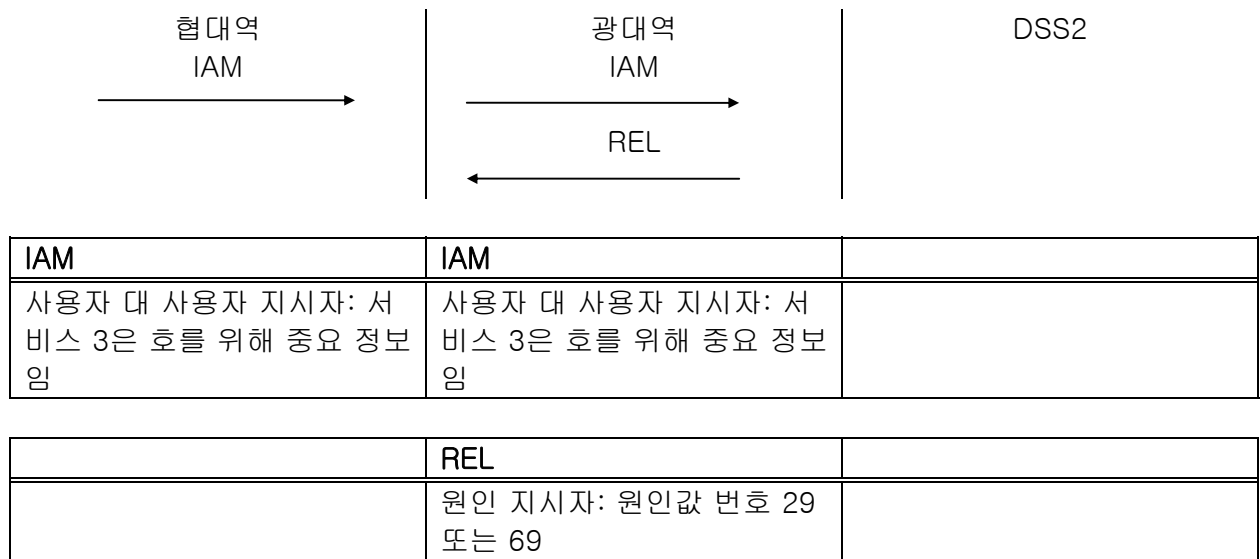 협대역 광대역 DSS2
IAM IAM
REL
IAM IAM
사용자 대 사용자 지시자: 서 사용자 대 사용자 지시자: 서
비스 3은 호를 위해 중요 정보 비스 3은 호를 위해 중요 정보
임 임
REL
원인 지시자: 원인값 번호 29
또는 69